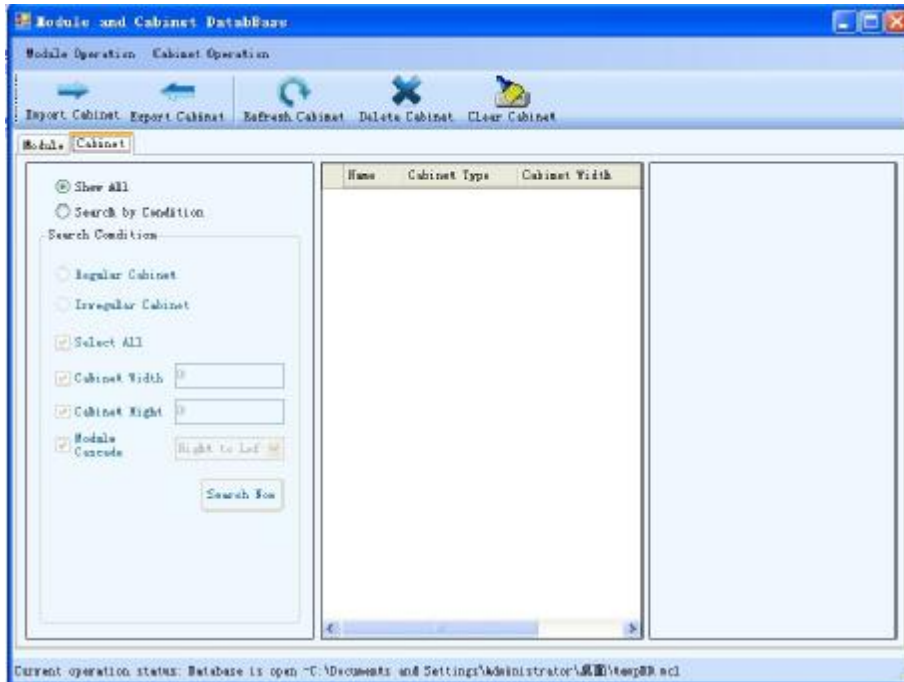 Module and Cabinet DatabBase
Module Operation Cabinet Operation
Import Cabinet Export Cabinet Refresh Cabinet Delete Cabinet CLear Cabinet
Module Cabinet
Show All
Search by Condition
Search Condition
Regular Cabinet
Irregular Cabinet
Select All
Cabinet Width 0
Cabinet Hight 0
Module
Cascade
Right to Lef
Search Now
Name Cabinet Type Cabinet Width
Current operation status: Database is open -C:\Documents and Settings\Administrator\桌面\tempDB.mcl